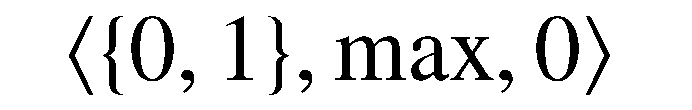 ⟨{0, 1}, max, 0⟩